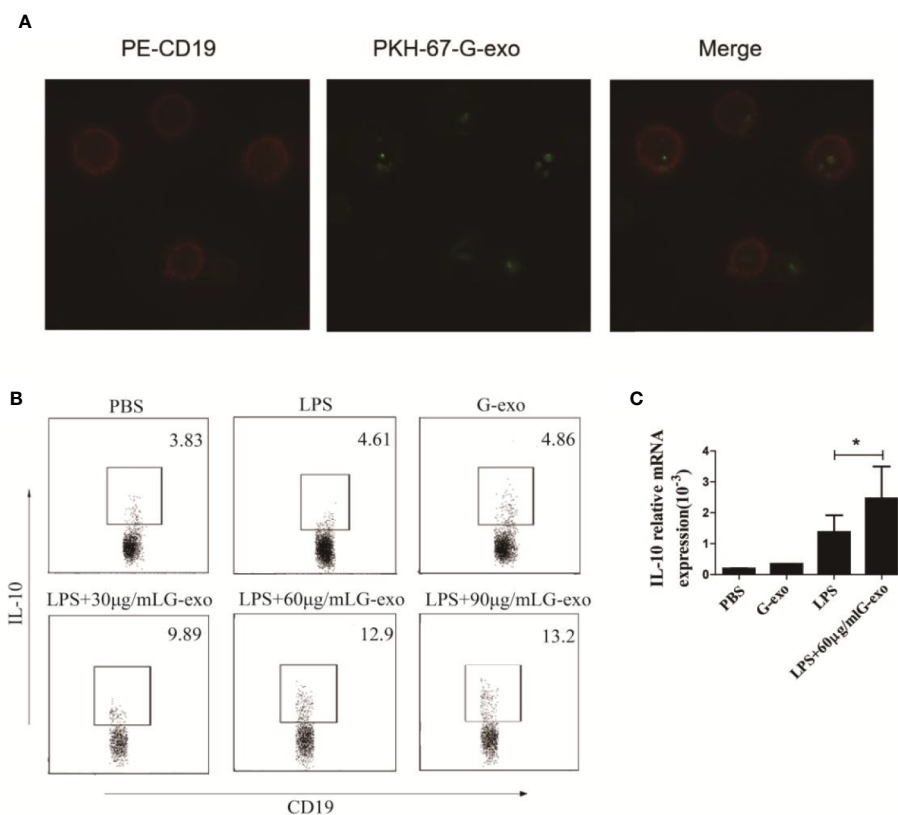 A
PE-CD19 PKH-67-G-exo Merge
B
PBS LPS G-exo
3.83 4.61 4.86
LPS+30μg/mLG-exo LPS+60μg/mLG-exo LPS+90μg/mLG-exo
9.89 12.9 13.2
IL-10
CD19
C
IL-10 relative mRNA
expression(10⁻³)
4
3
2
1
0
*
PBS
G-exo
LPS
LPS+60μg/mlG-exo